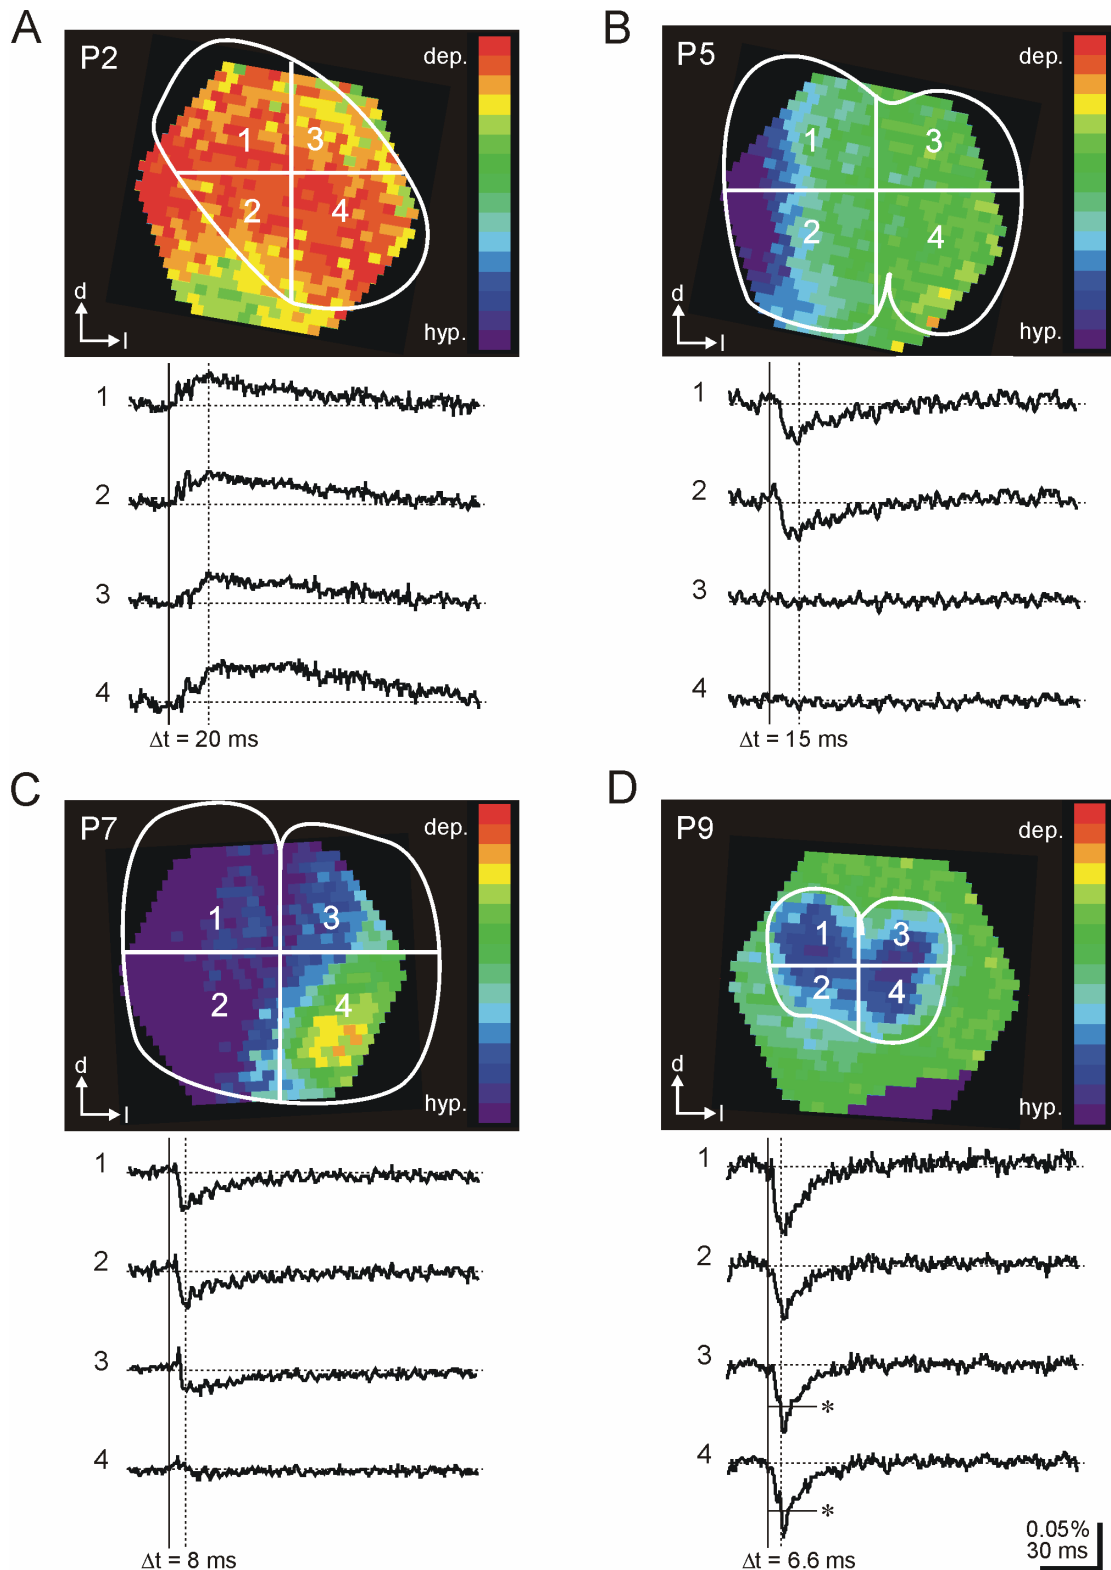 A
P2
dep.
1
3
2
4
d
l
hyp.
1
2
3
4
Δt = 20 ms
B
P5
dep.
1
3
2
4
d
l
hyp.
1
2
3
4
Δt = 15 ms
C
P7
dep.
1
3
2
4
d
l
hyp.
1
2
3
4
Δt = 8 ms
D
P9
dep.
1
3
2
4
d
l
hyp.
1
2
3
*
4
*
0.05%
30 ms
Δt = 6.6 ms